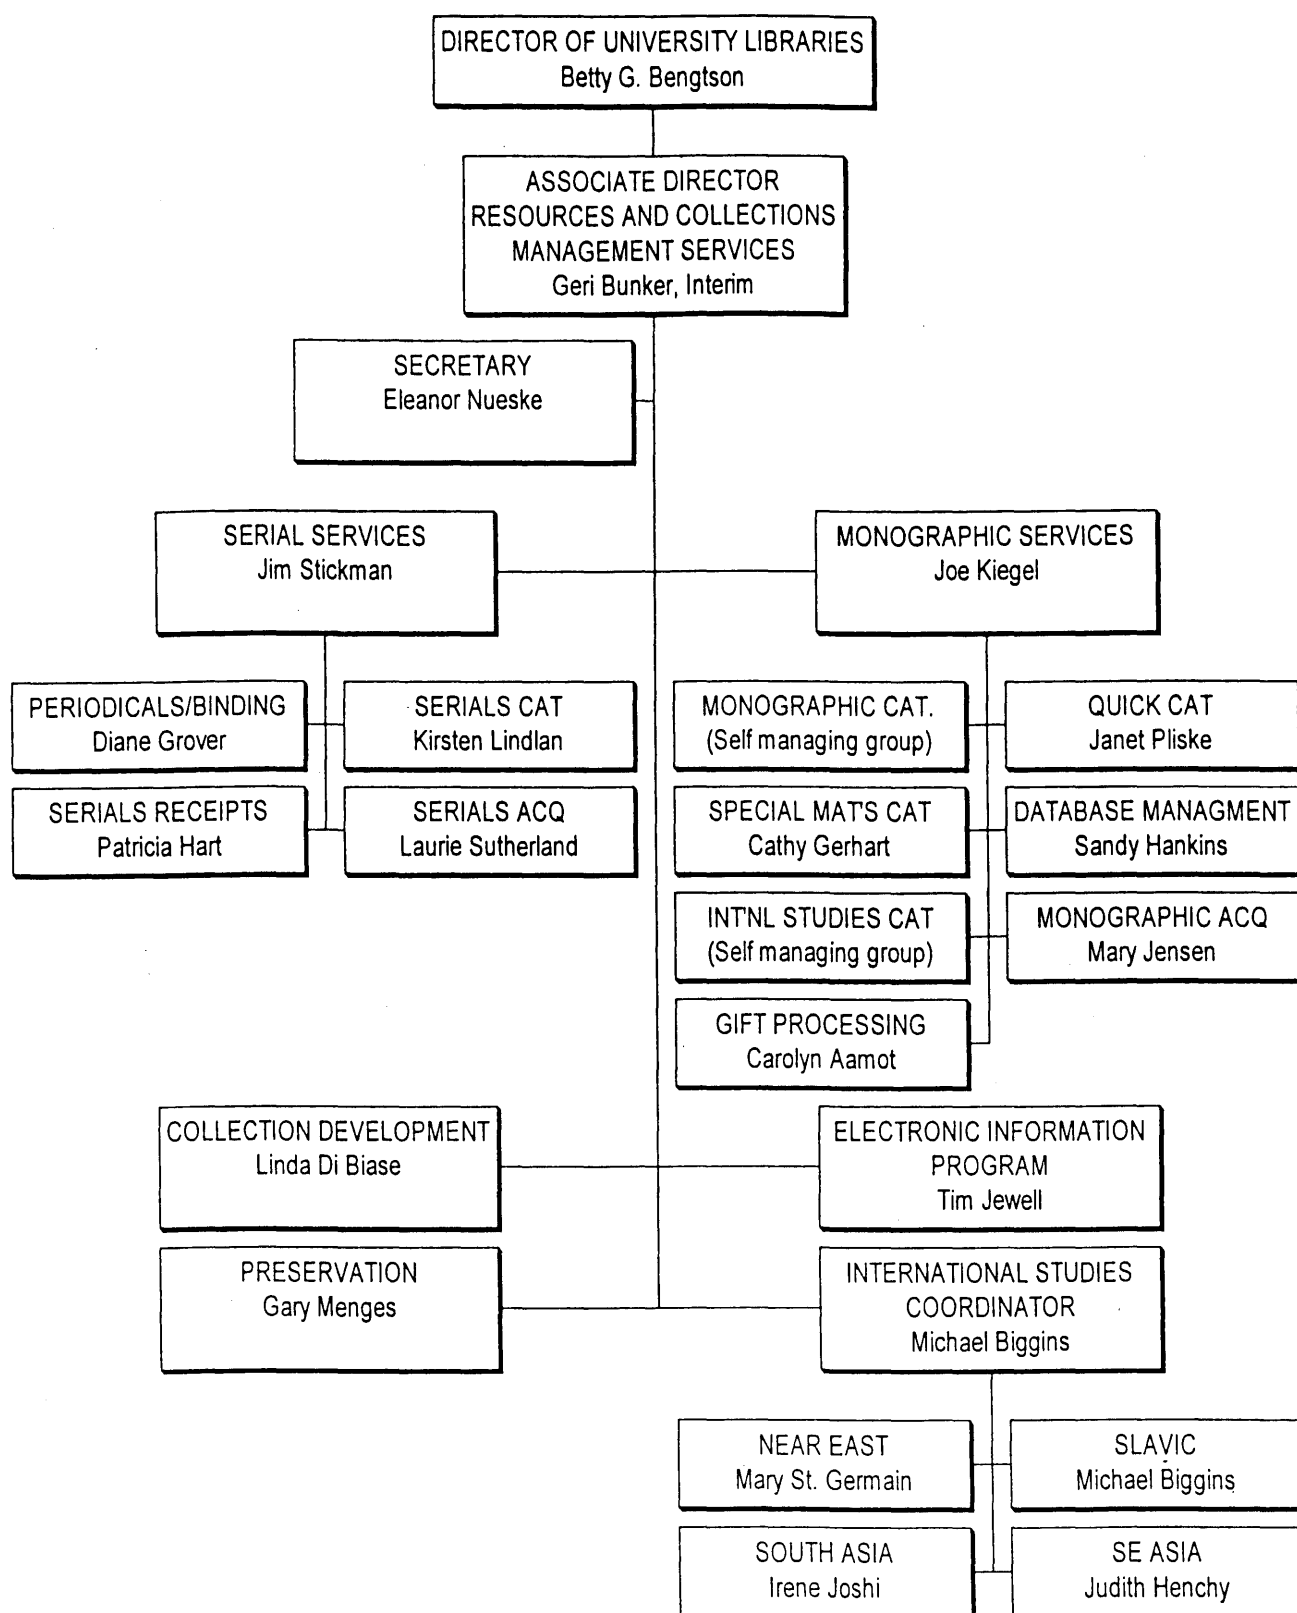 DIRECTOR OF UNIVERSITY LIBRARIES
Betty G. Bengtson
ASSOCIATE DIRECTOR
RESOURCES AND COLLECTIONS
MANAGEMENT SERVICES
Geri Bunker, Interim
SECRETARY
Eleanor Nueske
SERIAL SERVICES
Jim Stickman
MONOGRAPHIC SERVICES
Joe Kiegel
PERIODICALS/BINDING
Diane Grover
SERIALS CAT
Kirsten Lindlan
SERIALS RECEIPTS
Patricia Hart
SERIALS ACQ
Laurie Sutherland
MONOGRAPHIC CAT.
(Self managing group)
QUICK CAT
Janet Pliske
SPECIAL MAT'S CAT
Cathy Gerhart
DATABASE MANAGMENT
Sandy Hankins
INT'NL STUDIES CAT
(Self managing group)
MONOGRAPHIC ACQ
Mary Jensen
GIFT PROCESSING
Carolyn Aamot
COLLECTION DEVELOPMENT
Linda Di Biase
ELECTRONIC INFORMATION
PROGRAM
Tim Jewell
PRESERVATION
Gary Menges
INTERNATIONAL STUDIES
COORDINATOR
Michael Biggins
NEAR EAST
Mary St. Germain
SLAVIC
Michael Biggins
SOUTH ASIA
Irene Joshi
SE ASIA
Judith Henchy